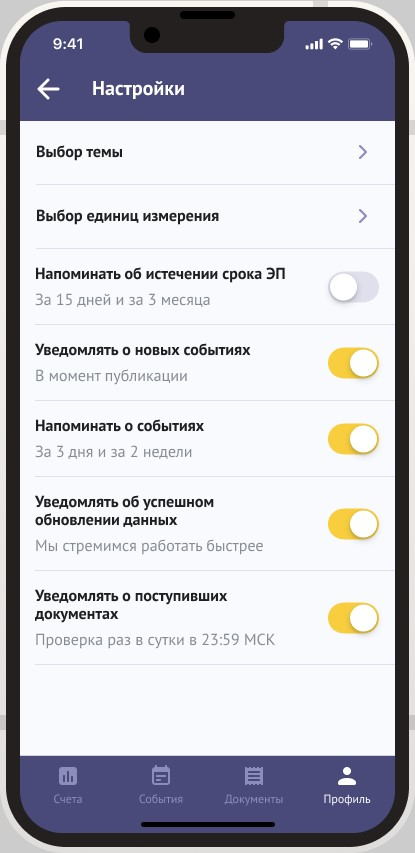 9:41
Настройки
Выбор темы
Выбор единиц измерения
Напоминать об истечении срока ЭП
За 15 дней и за 3 месяца
Уведомлять о новых событиях
В момент публикации
Напоминать о событиях
За 3 дня и за 2 недели
Уведомлять об успешном
обновлении данных
Мы стремимся работать быстрее
Уведомлять о поступивших
документах
Проверка раз в сутки в 23:59 МСК
Счета
События
Документы
Профиль